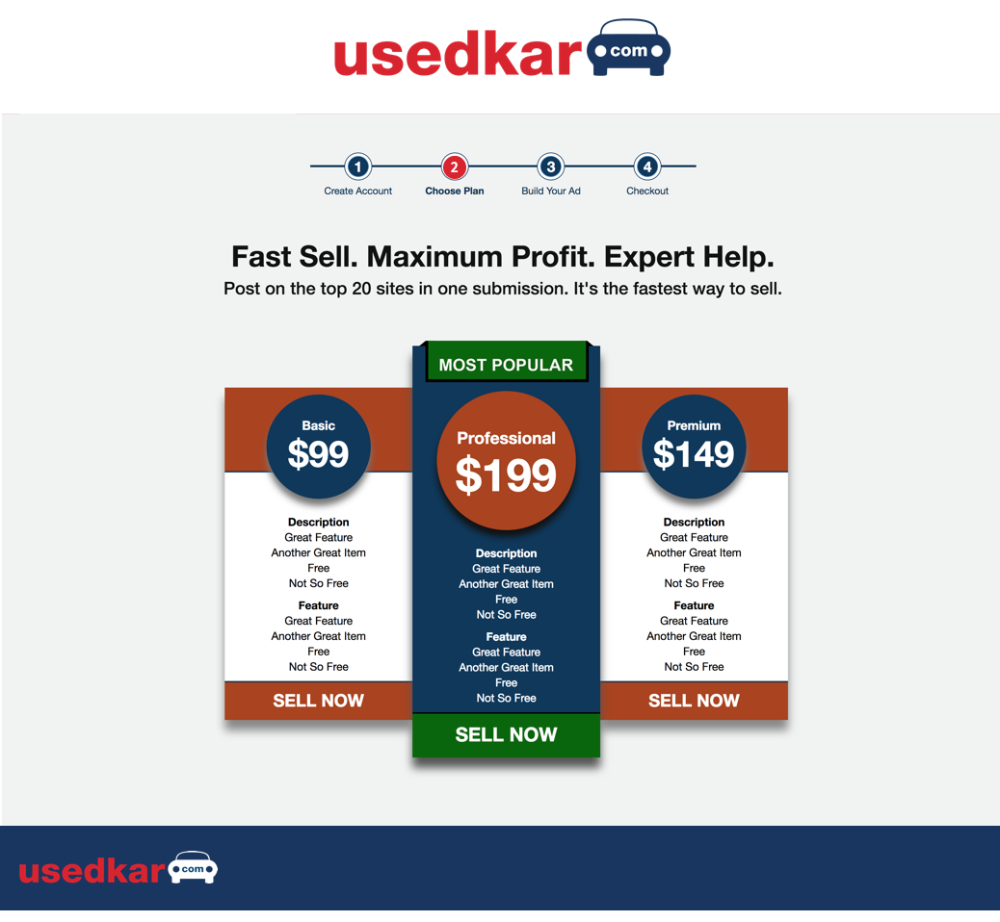 usedkar com
1 2 3 4
Create Account Choose Plan Build Your Ad Checkout
Fast Sell. Maximum Profit. Expert Help.
Post on the top 20 sites in one submission. It's the fastest way to sell.
Basic
$99
Description
Great Feature
Another Great Item
Free
Not So Free
Feature
Great Feature
Another Great Item
Free
Not So Free
SELL NOW
MOST POPULAR
Professional
$199
Description
Great Feature
Another Great Item
Free
Not So Free
Feature
Great Feature
Another Great Item
Free
Not So Free
SELL NOW
Premium
$149
Description
Great Feature
Another Great Item
Free
Not So Free
Feature
Great Feature
Another Great Item
Free
Not So Free
SELL NOW
usedkar com